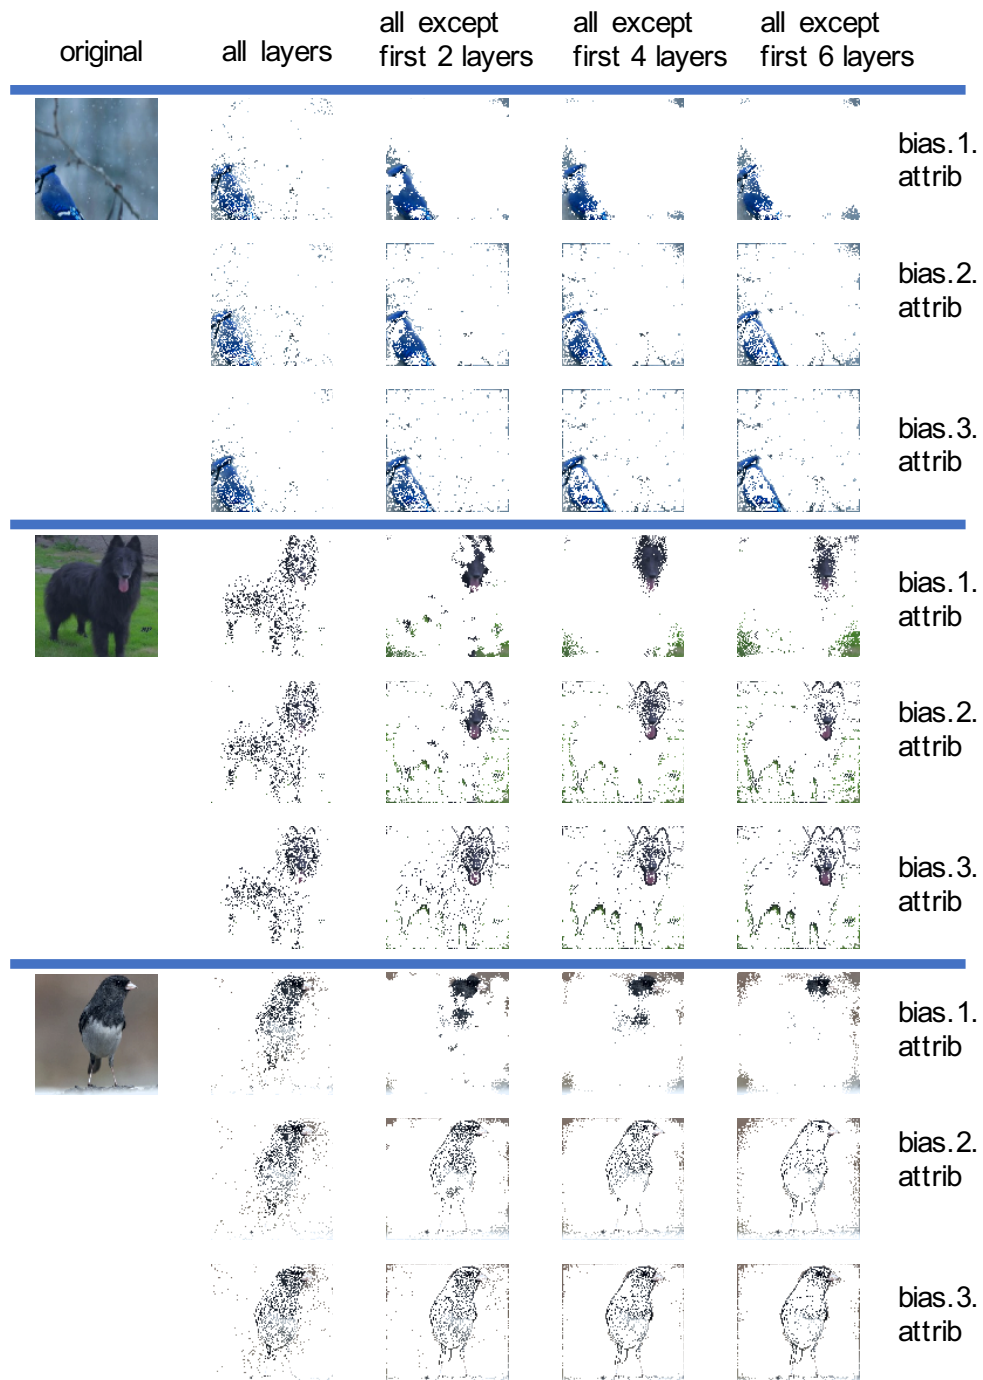 original
all layers
all except
first 2 layers
all except
first 4 layers
all except
first 6 layers
bias.1.
attrib
bias.2.
attrib
bias.3.
attrib
bias.1.
attrib
bias.2.
attrib
bias.3.
attrib
bias.1.
attrib
bias.2.
attrib
bias.3.
attrib